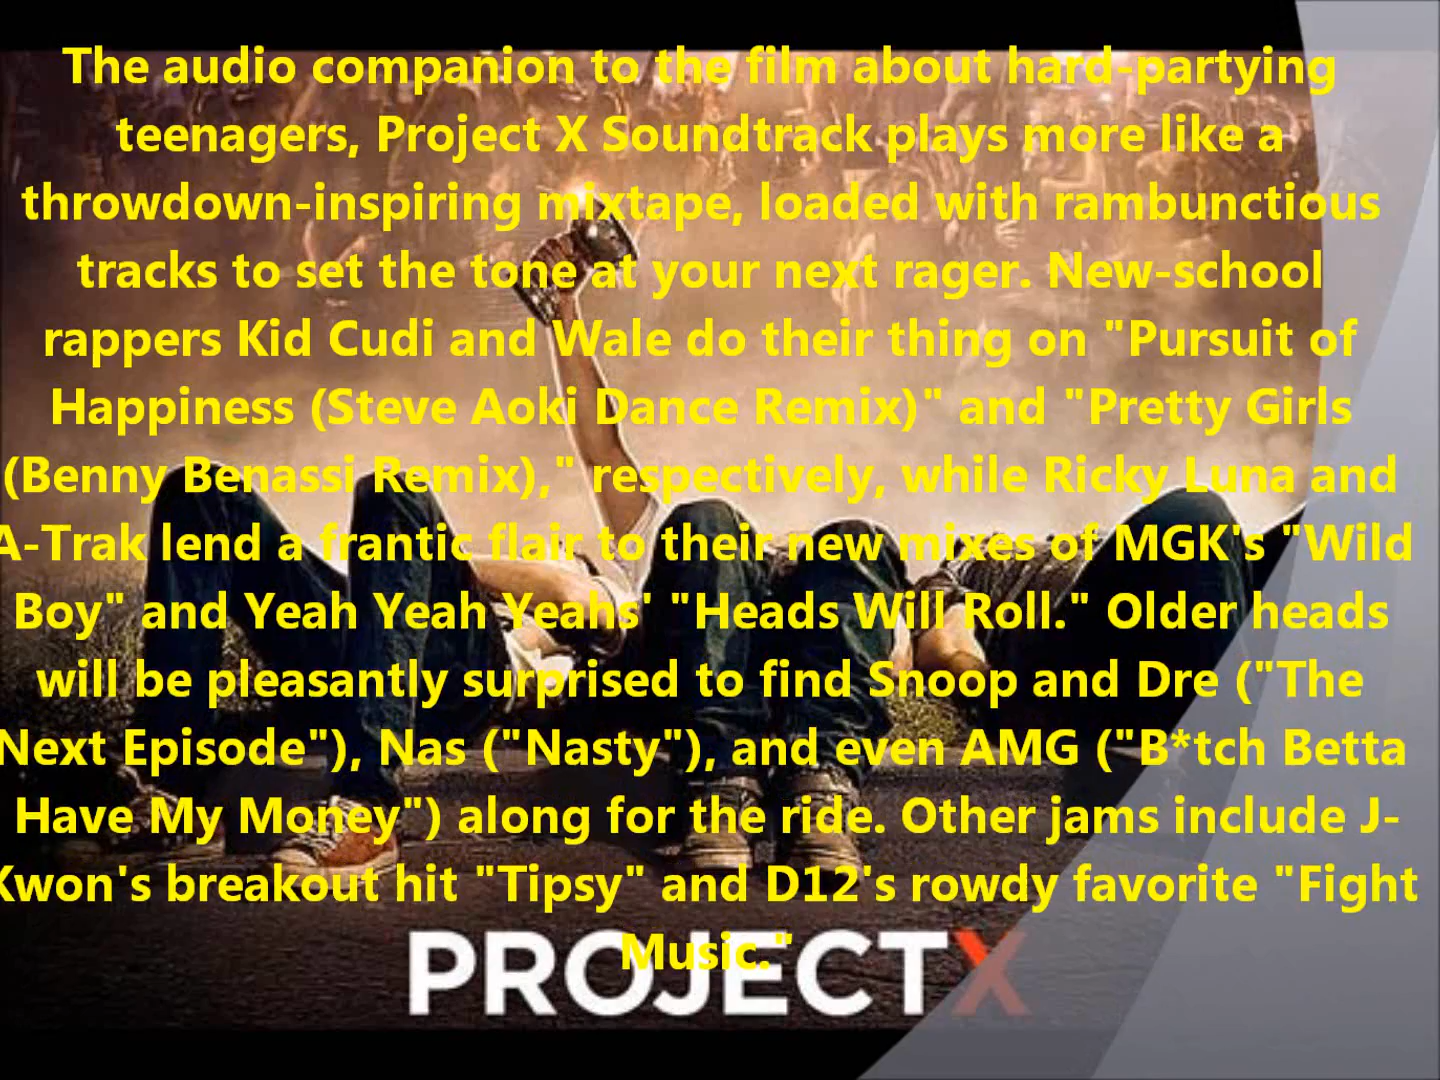 The audio companion to the film about hard-partying
teenagers, Project X Soundtrack plays more like a
throwdown-inspiring mixtape, loaded with rambunctious
tracks to set the tone at your next rager. New-school
rappers Kid Cudi and Wale do their thing on "Pursuit of
Happiness (Steve Aoki Dance Remix)" and "Pretty Girls
(Benny Benassi Remix)," respectively, while Ricky Luna and
A-Trak lend a frantic flair to their new mixes of MGK's "Wild
Boy" and Yeah Yeah Yeahs' "Heads Will Roll." Older heads
will be pleasantly surprised to find Snoop and Dre ("The
Next Episode"), Nas ("Nasty"), and even AMG ("B*tch Betta
Have My Money") along for the ride. Other jams include J-
Kwon's breakout hit "Tipsy" and D12's rowdy favorite "Fight
Music."
PROJECT X